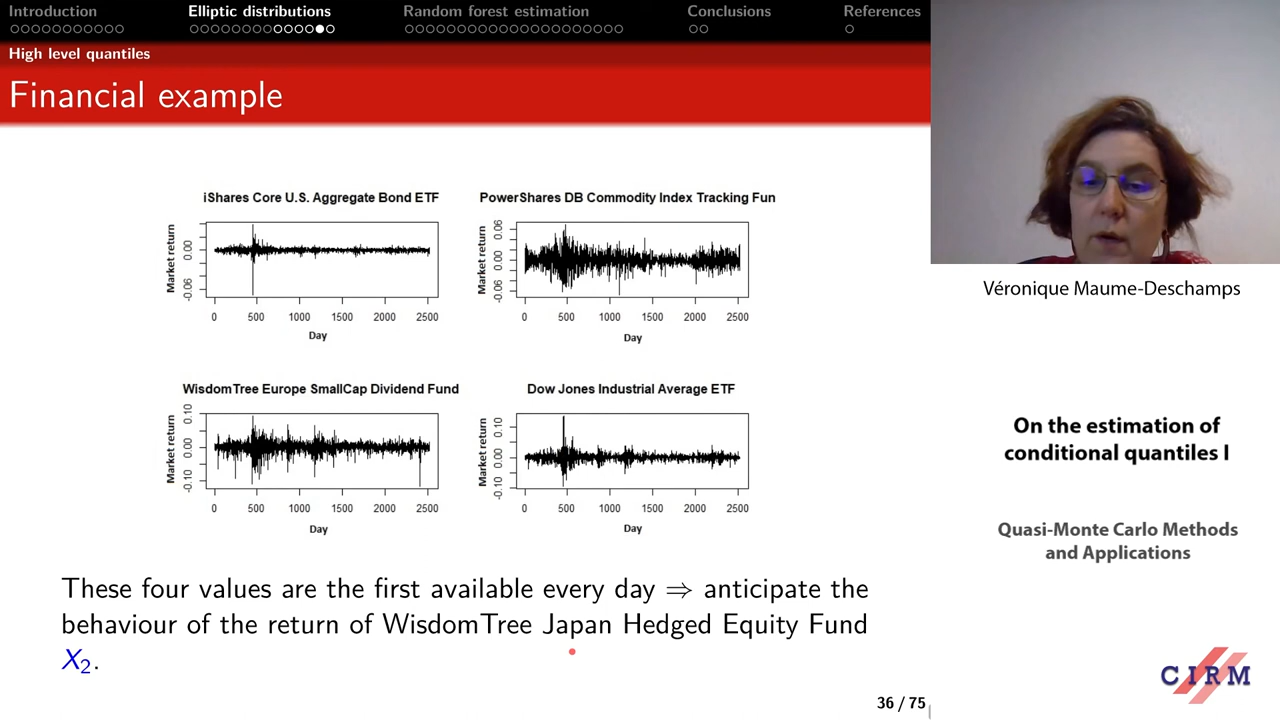 Introduction
Elliptic distributions
Random forest estimation
Conclusions
References
High level quantiles
Financial example
iShares Core U.S. Aggregate Bond ETF
Market return
0.00
-0.06
0 500 1000 1500 2000 2500
Day
PowerShares DB Commodity Index Tracking Fun
Market return
0.06
0.00
-0.06
0 500 1000 1500 2000 2500
Day
WisdomTree Europe SmallCap Dividend Fund
Market return
0.10
0.00
-0.10
0 500 1000 1500 2000 2500
Day
Dow Jones Industrial Average ETF
Market return
0.10
0.00
-0.10
0 500 1000 1500 2000 2500
Day
These four values are the first available every day ⇒ anticipate the
behaviour of the return of WisdomTree Japan Hedged Equity Fund
X₂.
36 / 75
Véronique Maume-Deschamps
On the estimation of
conditional quantiles I
Quasi-Monte Carlo Methods
and Applications
CIRM